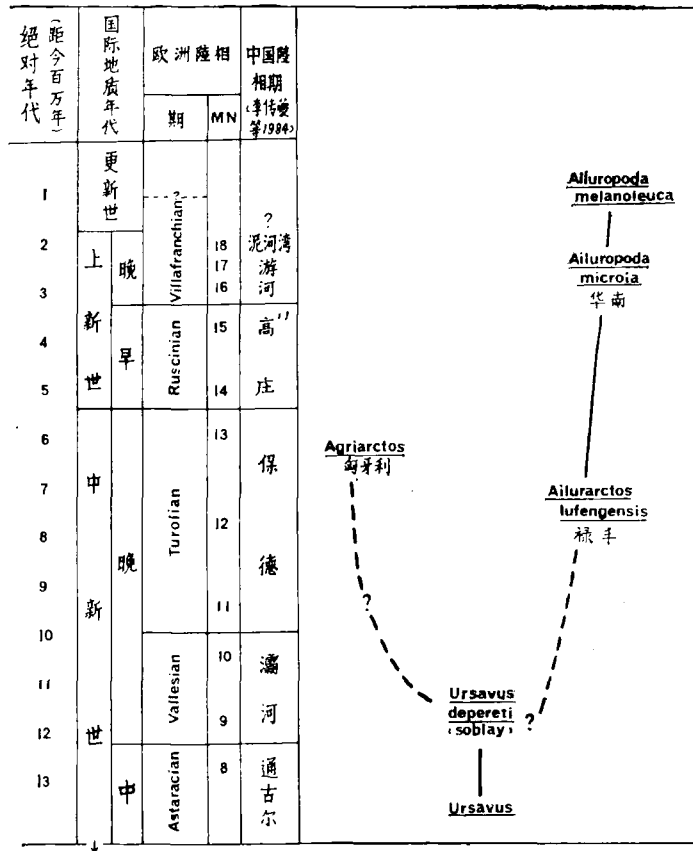 绝对年代
(距今百万年)
国际地质年代
欧洲陸相
期
MN
中国陸
相期
(李传夔
等1984)
1
2
3
4
5
6
7
8
9
10
11
12
13
更新世
上新世
晚
早
中新世
晚
中
?
Villafranchian
Ruscinian
Turolian
Vallesian
Astaracian
18
17
16
15
14
13
12
11
10
9
8
?
泥河湾
游
河
高
庄
保
德
灞
河
通
古
尔
Ailuropoda
melanoleuca
Ailuropoda
microta
华南
Agriarctos
匈牙利
Ailurarctos
lufengensis
禄丰
?
Ursavus
depereti
(soblay)
?
Ursavus